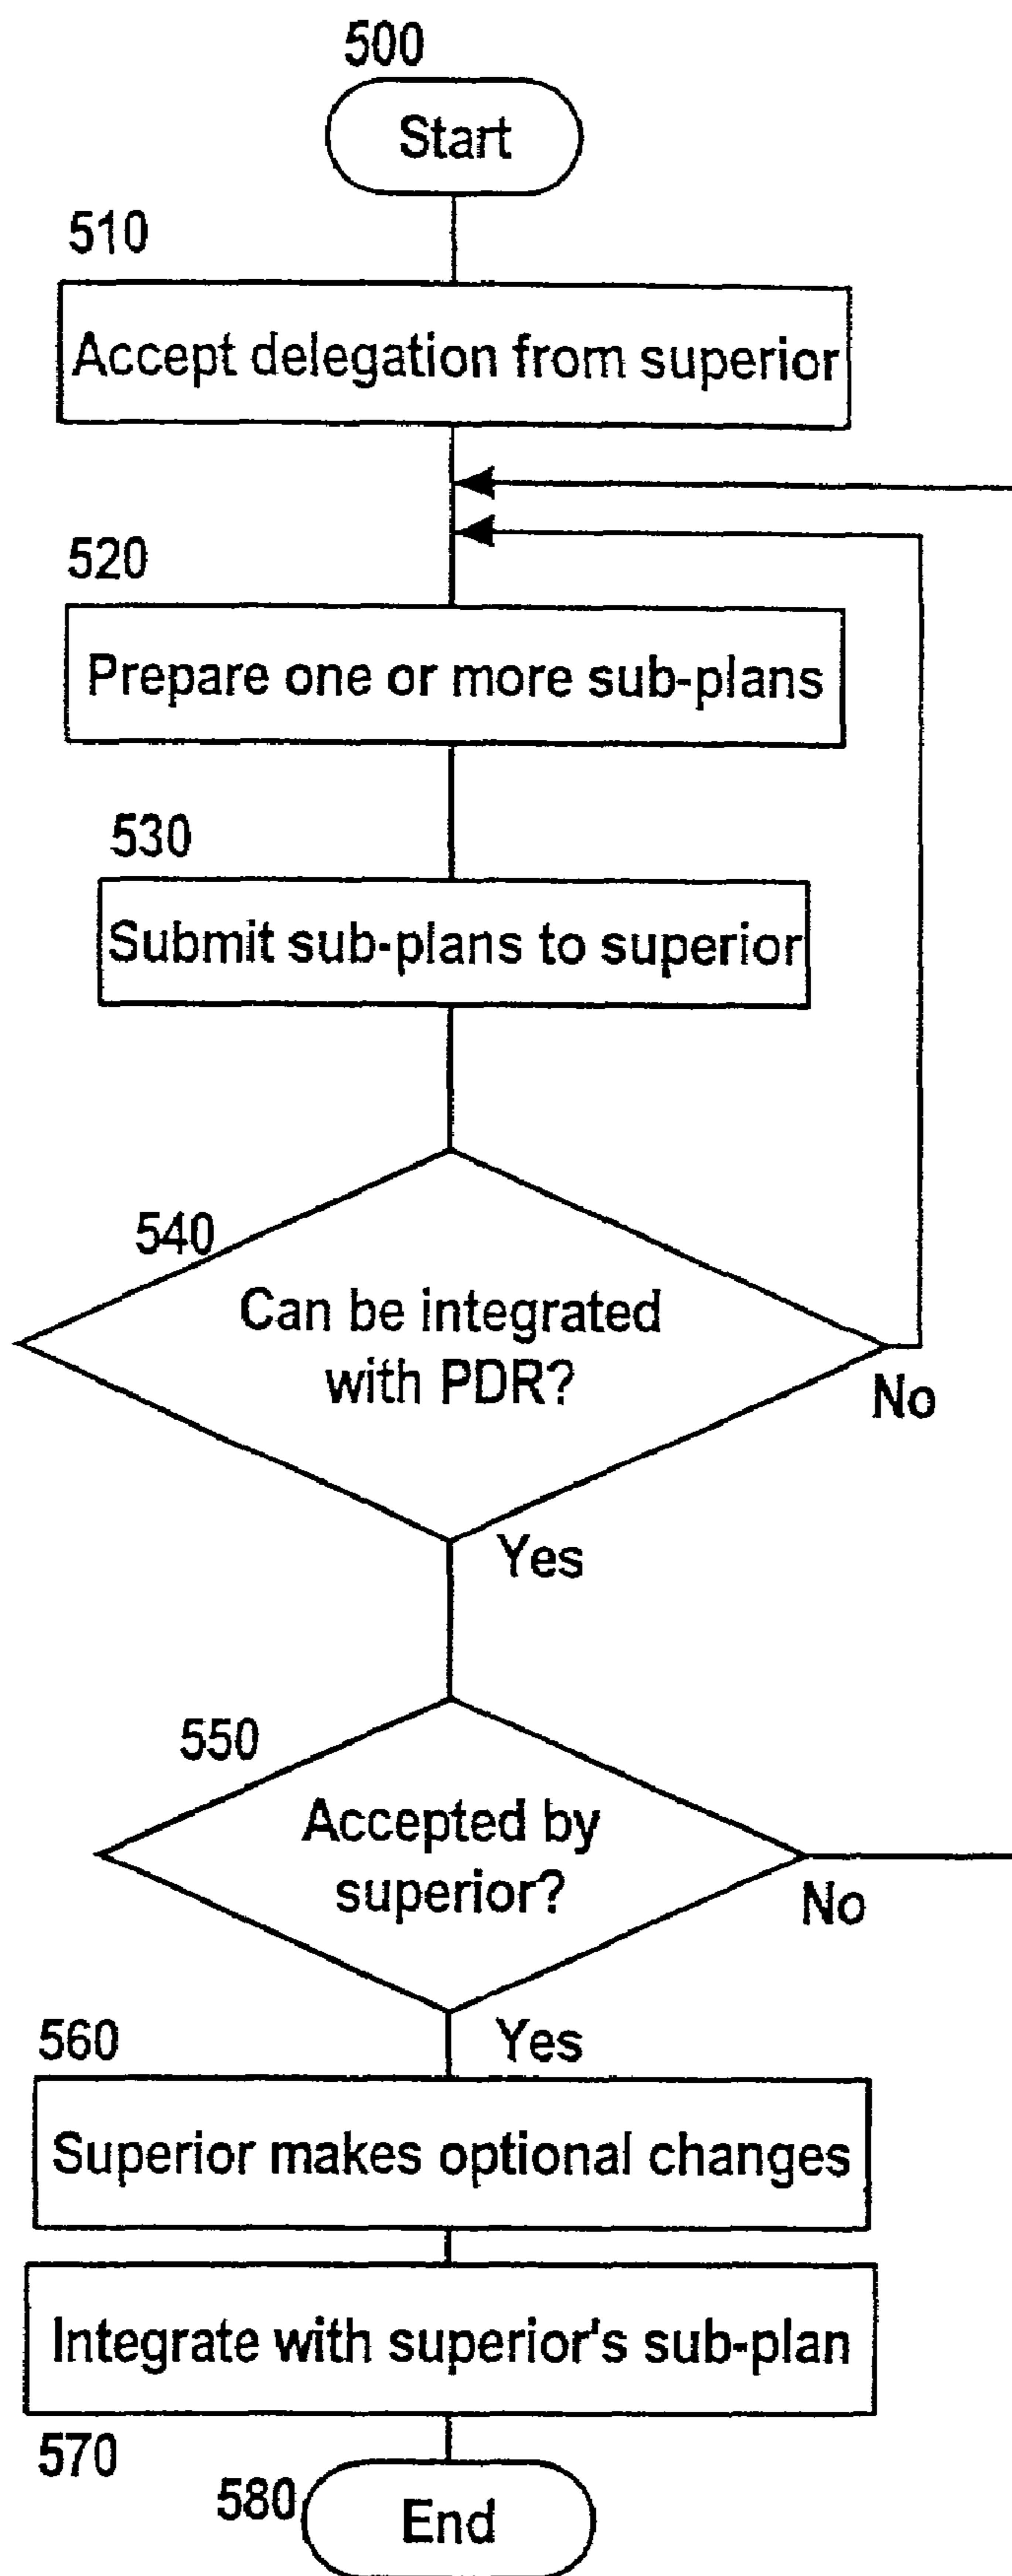 500
Start
510
Accept delegation from superior
520
Prepare one or more sub-plans
530
Submit sub-plans to superior
540
Can be integrated
with PDR?
No
Yes
550
Accepted by
superior?
No
Yes
560
Superior makes optional changes
Integrate with superior's sub-plan
570
580
End